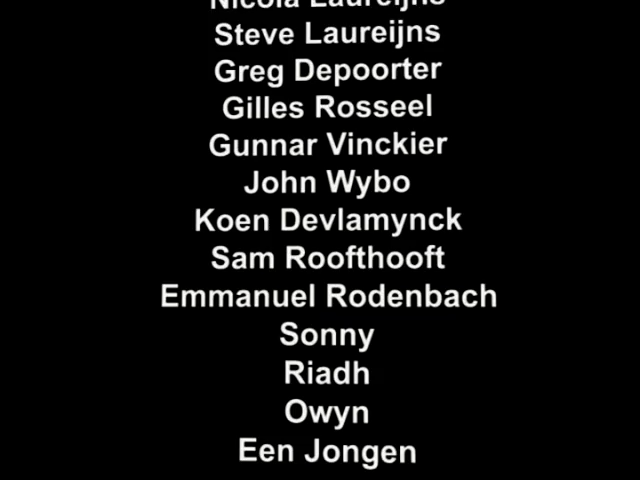 Nicola Laureijns
Steve Laureijns
Greg Depoorter
Gilles Rosseel
Gunnar Vinckier
John Wybo
Koen Devlamynck
Sam Roofthooft
Emmanuel Rodenbach
Sonny
Riadh
Owyn
Een Jongen